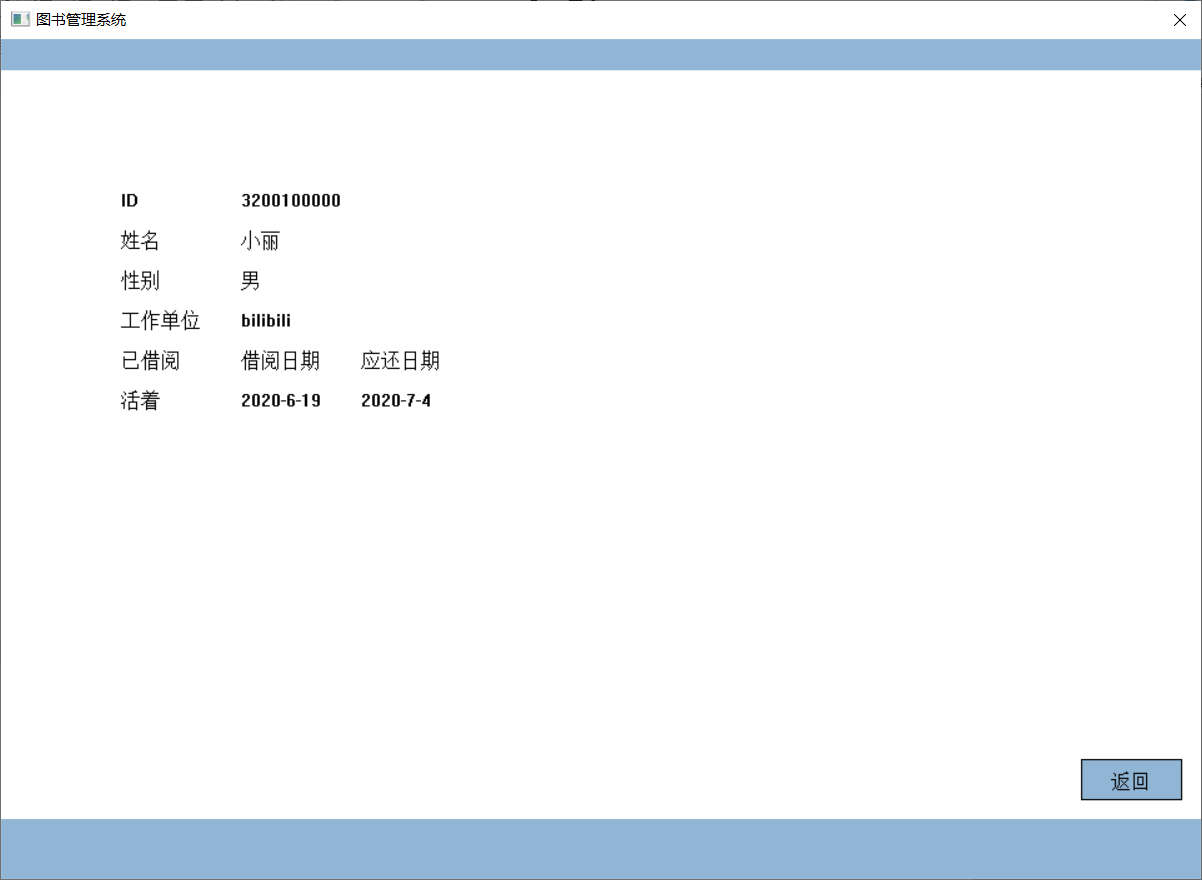 图书管理系统
ID 3200100000
姓名 小丽
性别 男
工作单位 bilibili
已借阅 借阅日期 应还日期
活着 2020-6-19 2020-7-4
返回